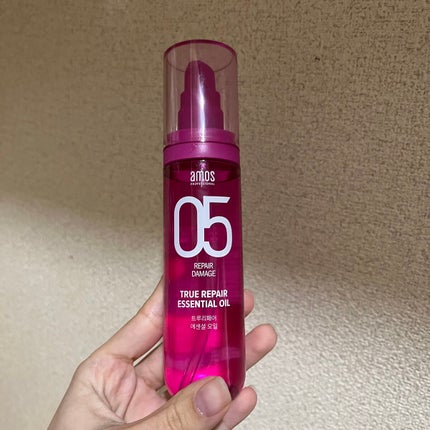 amos
PROFESSIONAL
05
REPAIR
DAMAGE
TRUE REPAIR
ESSENTIAL OIL
트루리페어
에센셜 오일